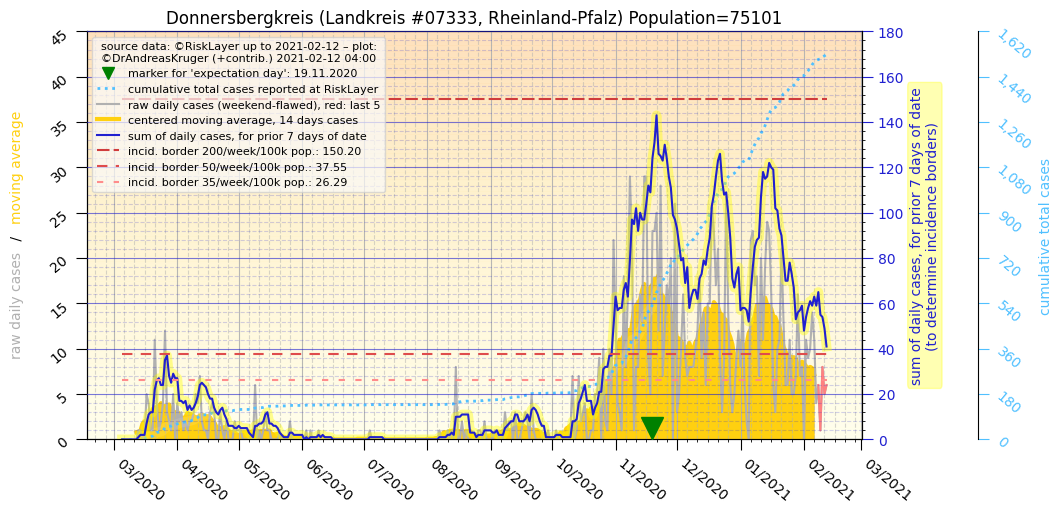 Donnersbergkreis (Landkreis #07333, Rheinland-Pfalz) Population=75101
source data: ©RiskLayer up to 2021-02-12 – plot:
©DrAndreasKruger (+contrib.) 2021-02-12 04:00
marker for 'expectation day': 19.11.2020
cumulative total cases reported at RiskLayer
raw daily cases (weekend-flawed), red: last 5
centered moving average, 14 days cases
sum of daily cases, for prior 7 days of date
incid. border 200/week/100k pop.: 150.20
incid. border 50/week/100k pop.: 37.55
incid. border 35/week/100k pop.: 26.29
raw daily cases / moving average
45
40
35
30
25
20
15
10
5
0
180
160
140
120
100
80
60
40
20
0
sum of daily cases, for prior 7 days of date
(to determine incidence borders)
1,620
1,440
1,260
1,080
900
720
540
360
180
0
cumulative total cases
03/2020
04/2020
05/2020
06/2020
07/2020
08/2020
09/2020
10/2020
11/2020
12/2020
01/2021
02/2021
03/2021